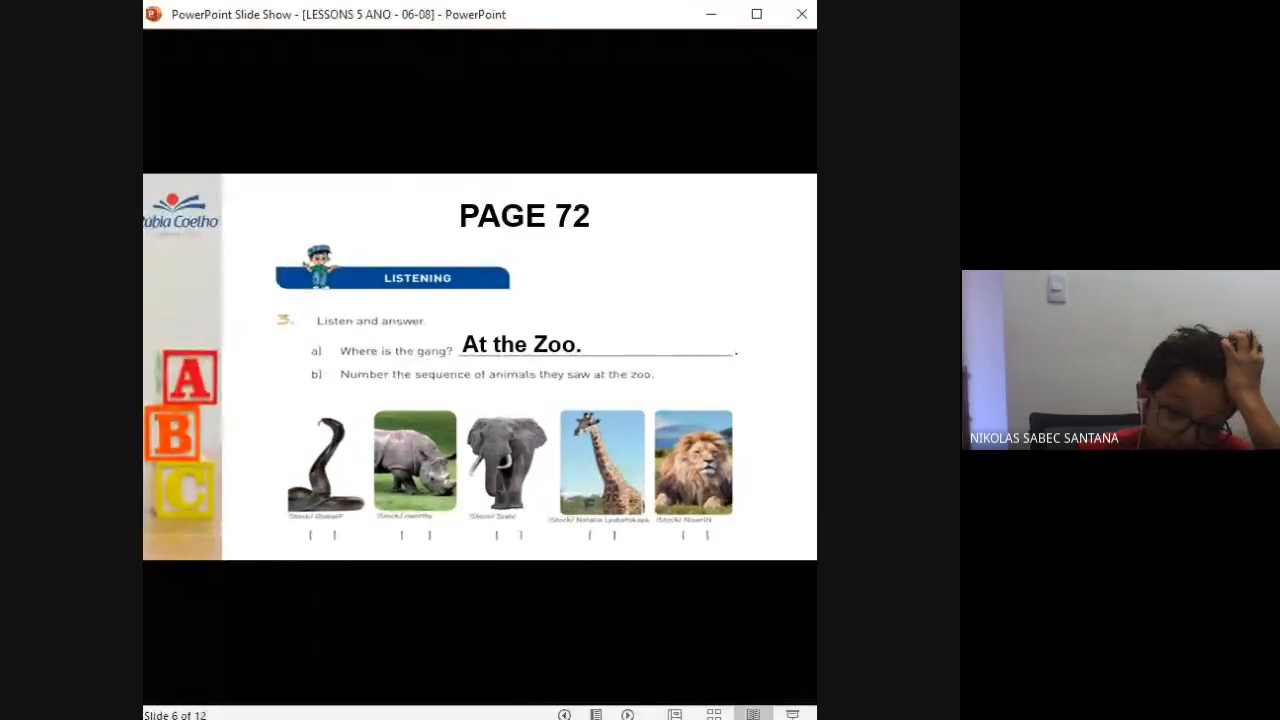 PowerPoint Slide Show - [LESSONS 5 ANO - 06-08] - PowerPoint
Rúbia Coelho
PAGE 72
LISTENING
3. Listen and answer.
a) Where is the gang? At the Zoo.
b) Number the sequence of animals they saw at the zoo.
A
B
C
( ) ( ) ( ) ( ) ( )
NIKOLAS SABEC SANTANA
Slide 6 of 12